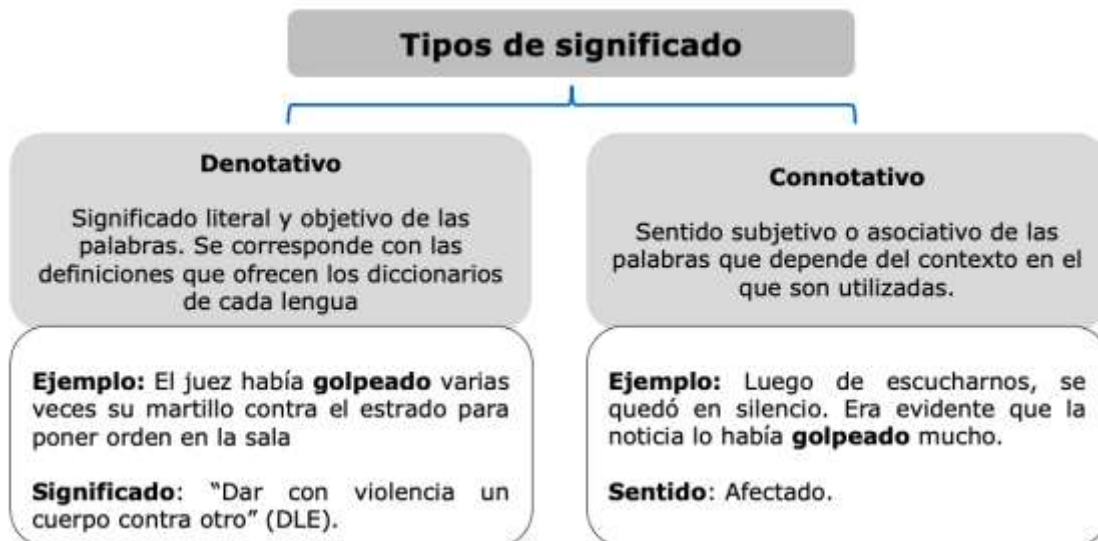 Tipos de significado
Denotativo
Significado literal y objetivo de las
palabras. Se corresponde con las
definiciones que ofrecen los diccionarios
de cada lengua
Ejemplo: El juez había golpeado varias
veces su martillo contra el estrado para
poner orden en la sala
Significado: “Dar con violencia un
cuerpo contra otro” (DLE).
Connotativo
Sentido subjetivo o asociativo de las
palabras que depende del contexto en el
que son utilizadas.
Ejemplo: Luego de escucharnos, se
quedó en silencio. Era evidente que la
noticia lo había golpeado mucho.
Sentido: Afectado.